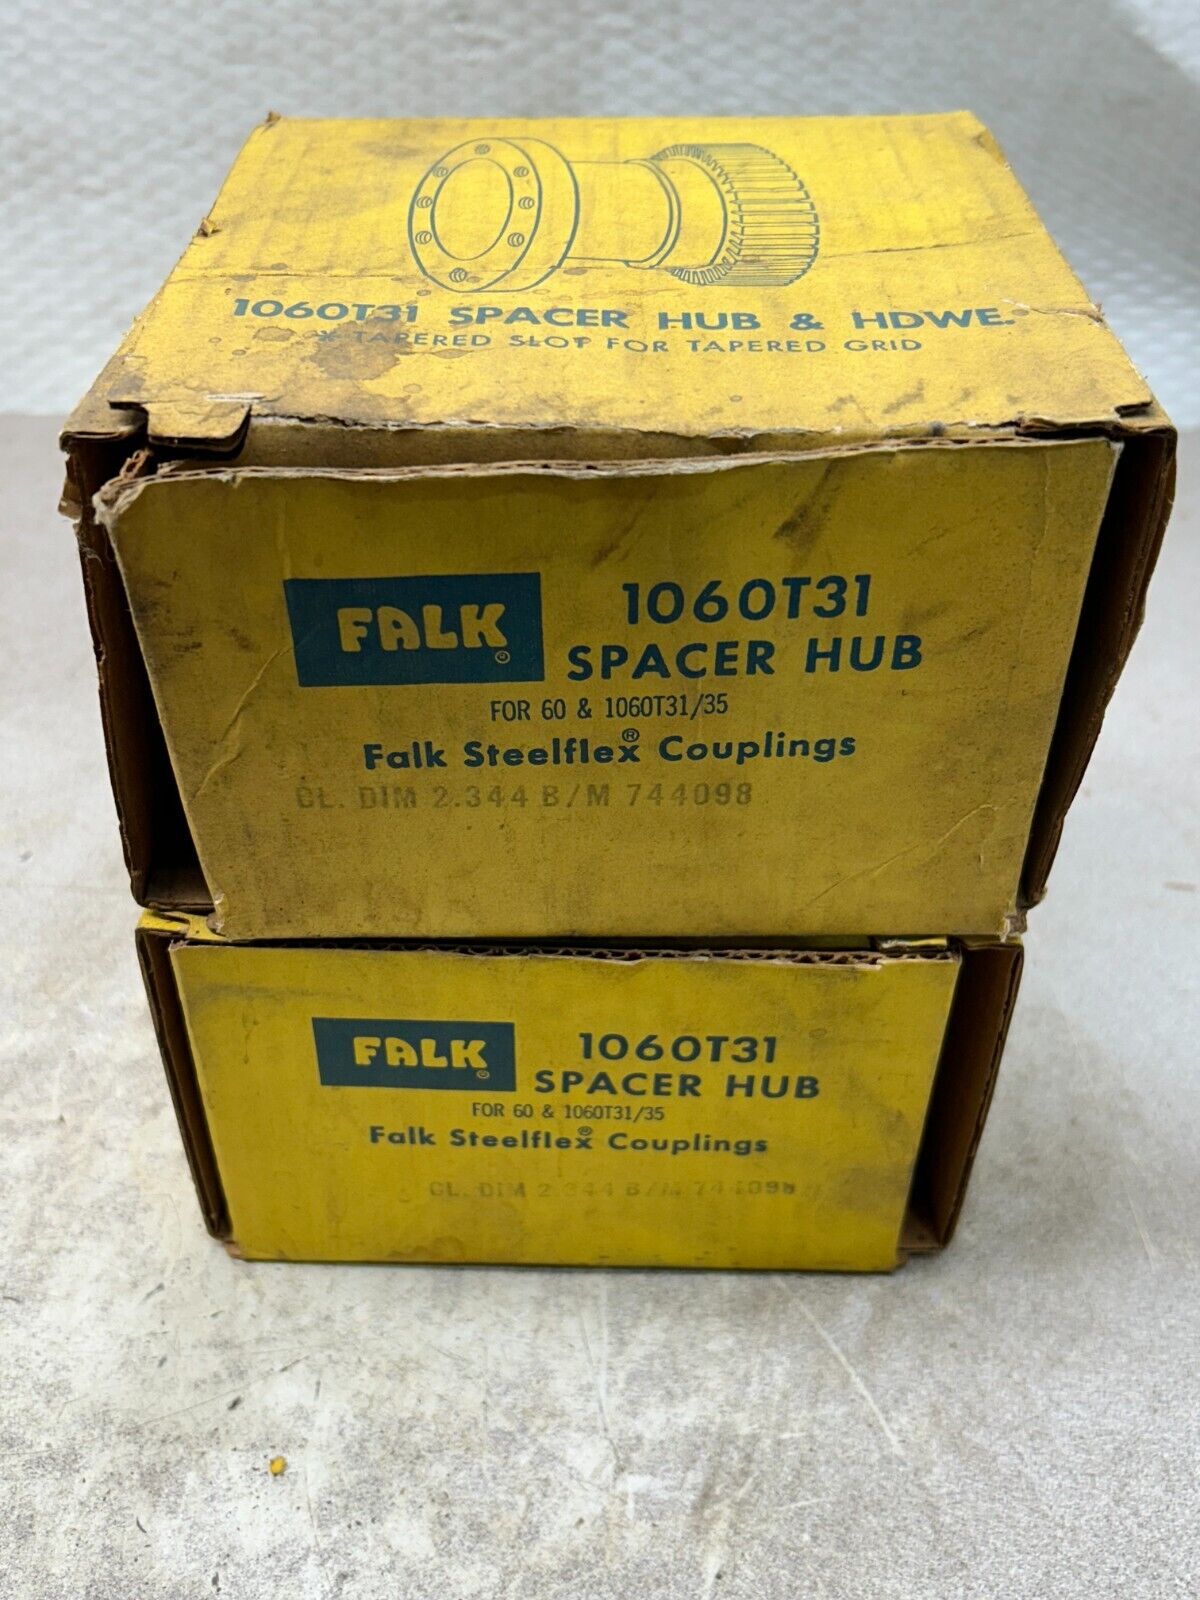 1060T31 SPACER HUB & HDWE.
* TAPERED SLOT FOR TAPERED GRID
FALK®
1060T31
SPACER HUB
FOR 60 & 1060T31/35
Falk Steelflex® Couplings
CL. DIM 2.344 B/M 744098
FALK®
1060T31
SPACER HUB
FOR 60 & 1060T31/35
Falk Steelflex® Couplings
CL. DIM 2.344 B/M 744098